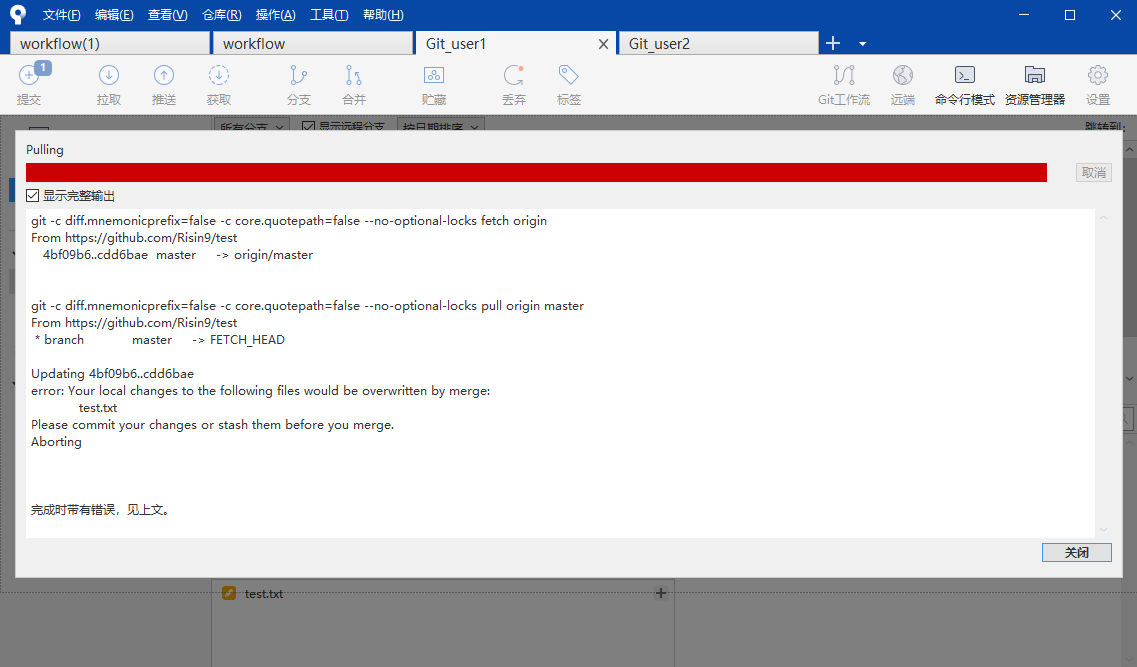 文件(F) 编辑(E) 查看(V) 仓库(R) 操作(A) 工具(T) 帮助(H)
workflow(1) workflow Git_user1 Git_user2
1
提交 拉取 推送 获取 分支 合并 贮藏 丢弃 标签 Git工作流 远端 命令行模式 资源管理器 设置
所有分支 显示远程分支 按日期排序 跳转到:
Pulling
取消
显示完整输出
git -c diff.mnemonicprefix=false -c core.quotepath=false --no-optional-locks fetch origin
From https://github.com/Risin9/test
4bf09b6..cdd6bae master -> origin/master
git -c diff.mnemonicprefix=false -c core.quotepath=false --no-optional-locks pull origin master
From https://github.com/Risin9/test
* branch master -> FETCH_HEAD
Updating 4bf09b6..cdd6bae
error: Your local changes to the following files would be overwritten by merge:
test.txt
Please commit your changes or stash them before you merge.
Aborting
完成时带有错误，见上文。
关闭
test.txt